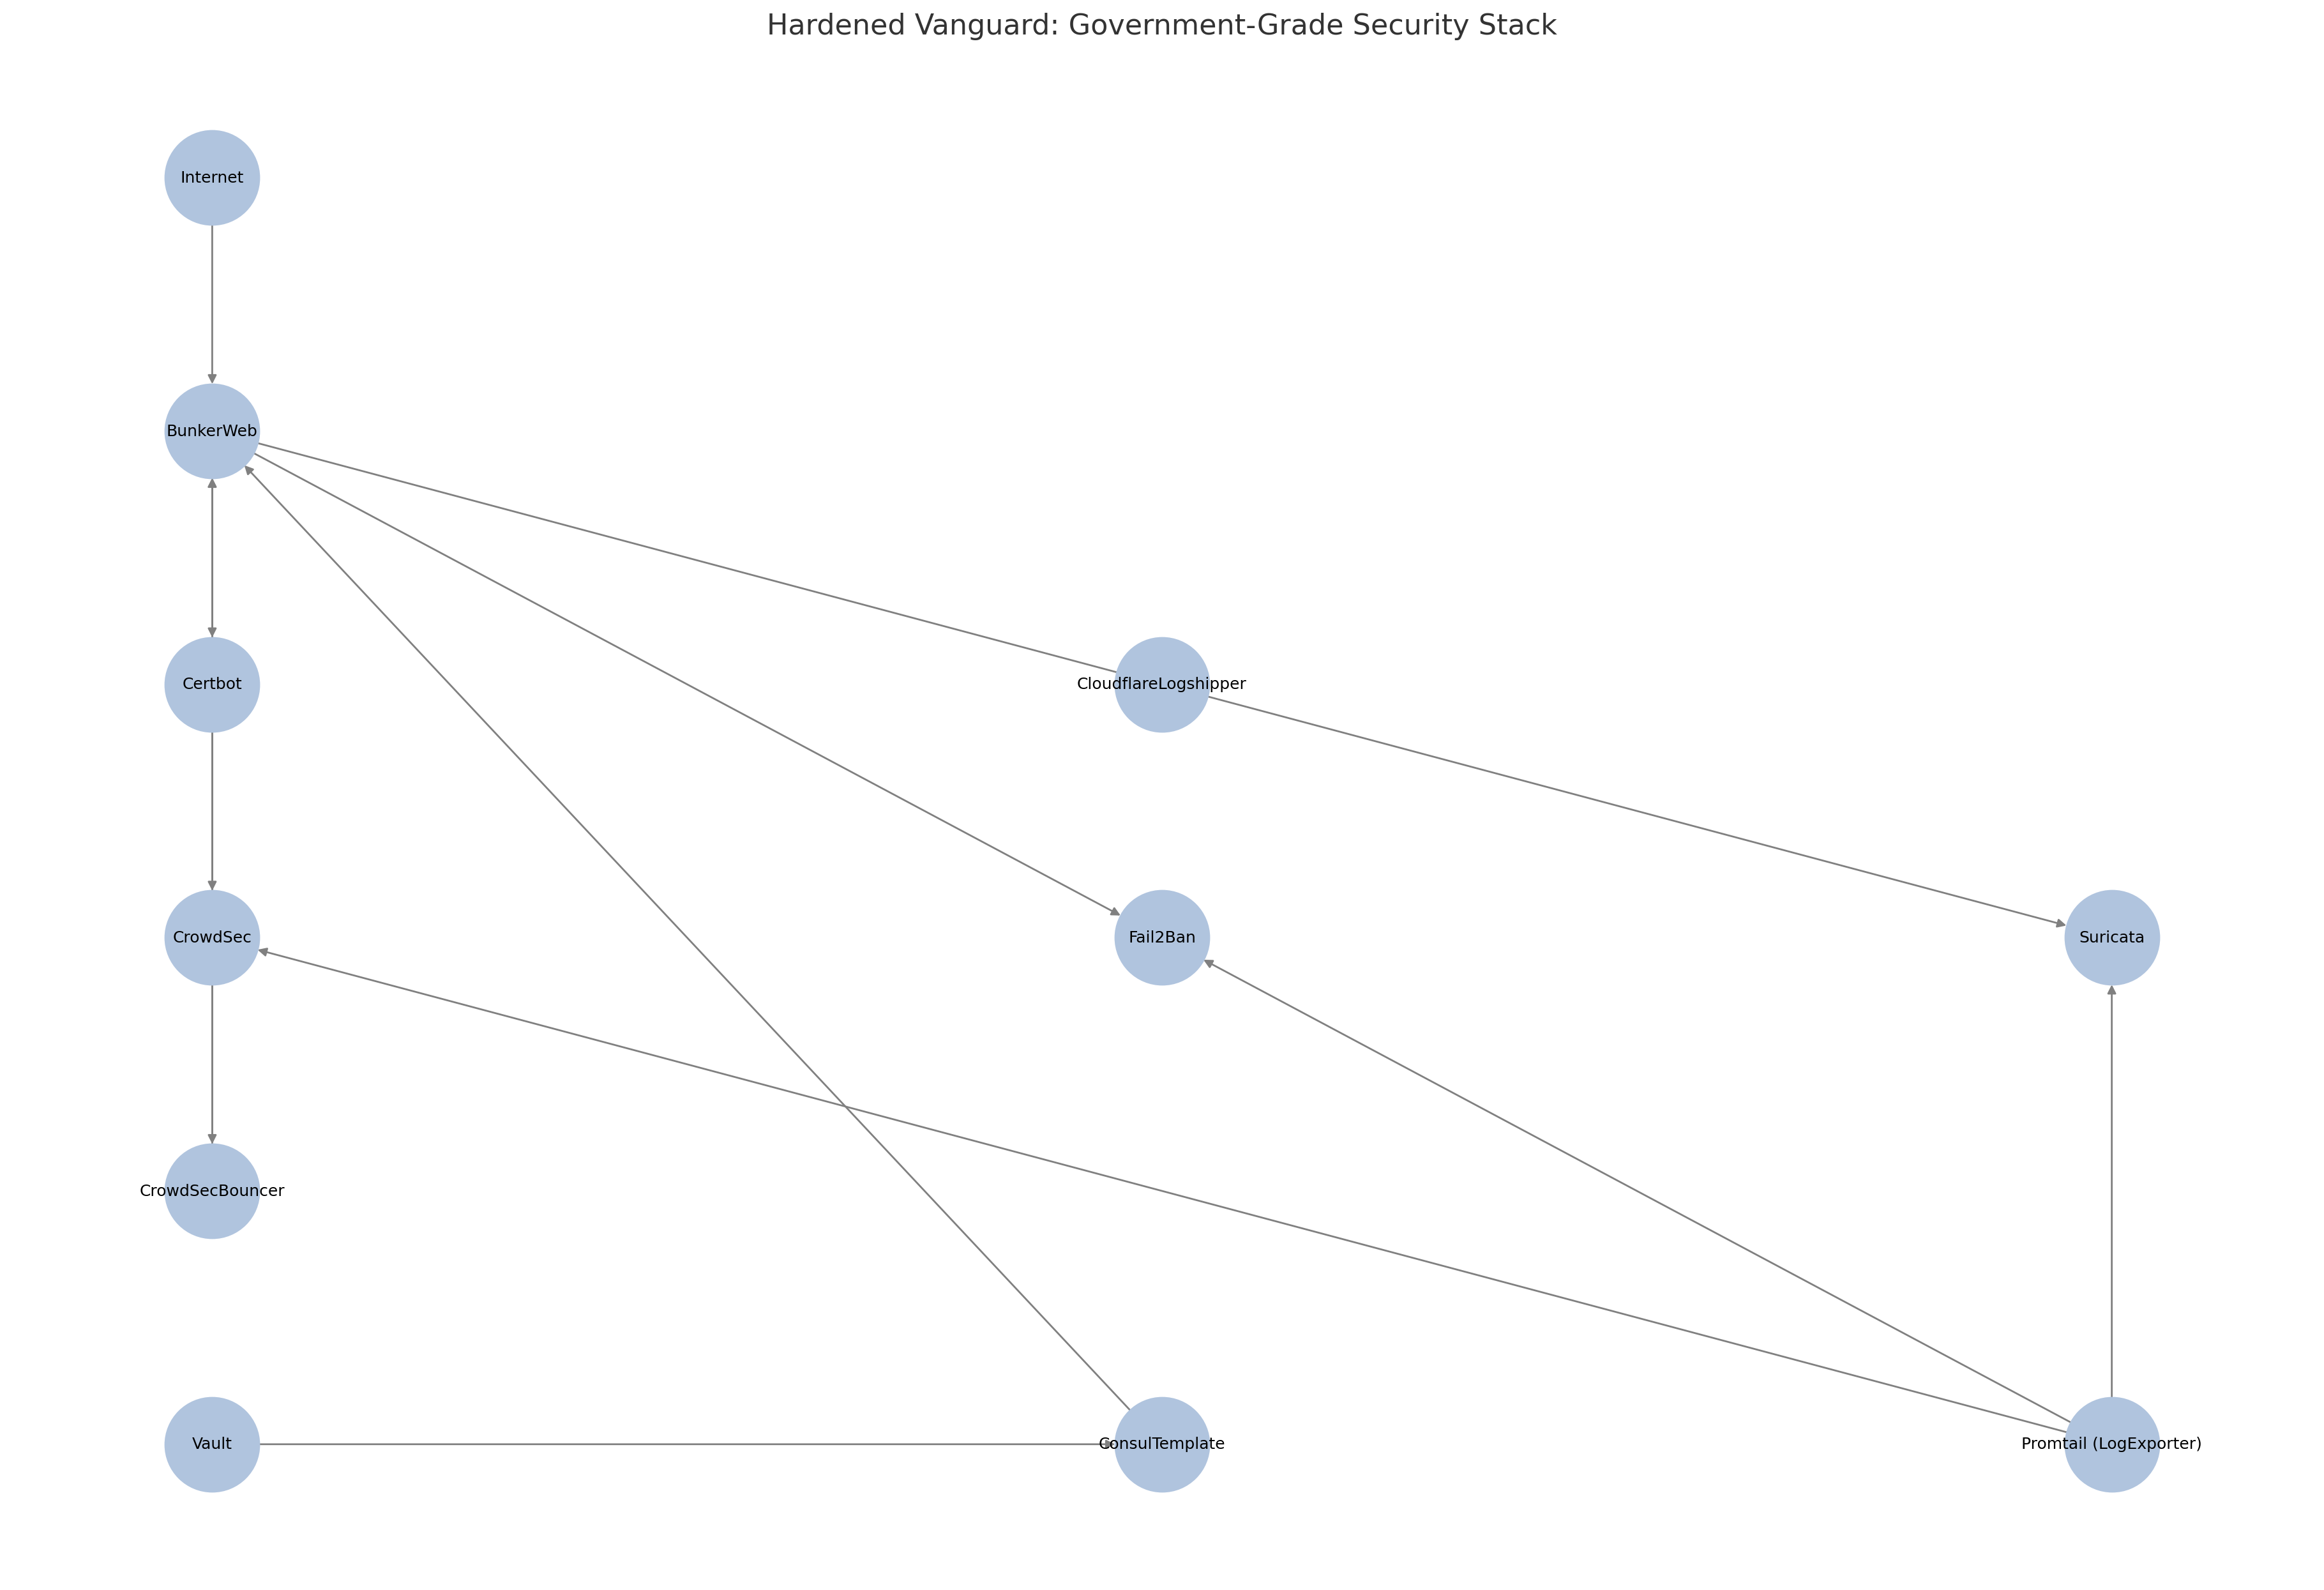 Hardened Vanguard: Government-Grade Security Stack
Internet
BunkerWeb
Certbot
CloudflareLogshipper
CrowdSec
Fail2Ban
Suricata
CrowdSecBouncer
Vault
ConsulTemplate
Promtail (LogExporter)